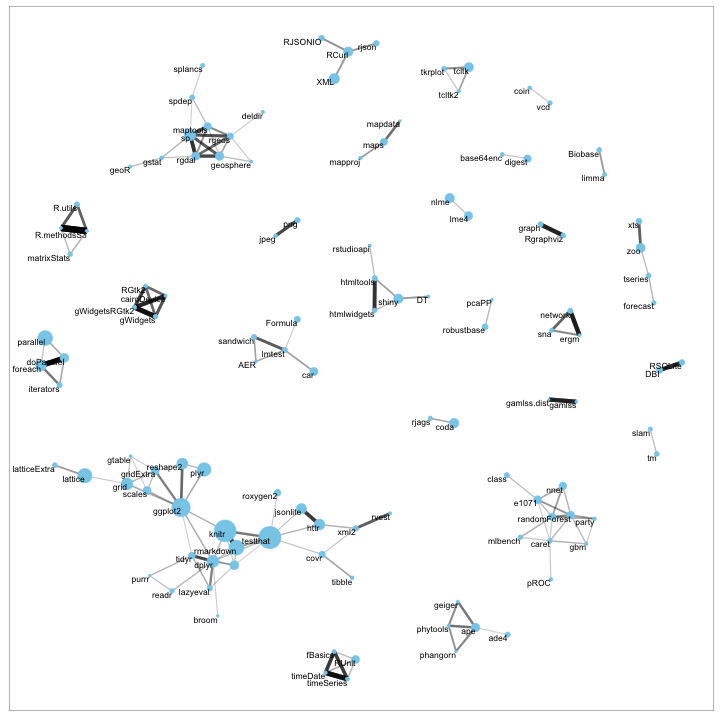 RJSONIO
rjson
RCurl
XML
splancs
tkrplot
tcltk
tcltk2
coin
vcd
spdep
deldir
mapdata
maptools
sp
rgeos
maps
mapproj
base64enc
digest
Biobase
limma
geoR
gstat
rgdal
geosphere
nlme
lme4
R.utils
R.methodsS3
matrixStats
png
jpeg
graph
Rgraphviz
xts
zoo
tseries
forecast
rstudioapi
htmltools
shiny
DT
htmlwidgets
RGtk2
cairoDevice
gWidgetsRGtk2
gWidgets
pcaPP
robustbase
network
sna
ergm
Formula
sandwich
lmtest
AER
car
parallel
doParallel
foreach
iterators
RSQLite
DBI
gamlss.dist
gamlss
rjags
coda
slam
tm
latticeExtra
lattice
gtable
gridExtra
reshape2
plyr
grid
scales
ggplot2
roxygen2
jsonlite
httr
rvest
xml2
knitr
testthat
rmarkdown
covr
tidyr
dplyr
tibble
purrr
readr
lazyeval
broom
class
nnet
e1071
randomForest
party
mlbench
caret
gbm
pROC
geiger
phytools
ape
ade4
phangorn
fBasics
RUnit
timeDate
timeSeries